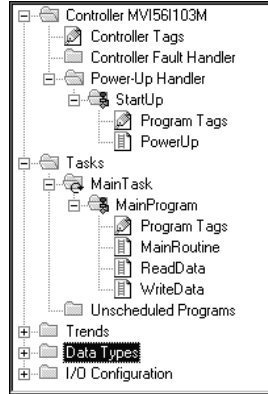 Controller MVI56I103M
Controller Tags
Controller Fault Handler
Power-Up Handler
StartUp
Program Tags
PowerUp
Tasks
MainTask
MainProgram
Program Tags
MainRoutine
ReadData
WriteData
Unscheduled Programs
Trends
Data Types
I/O Configuration